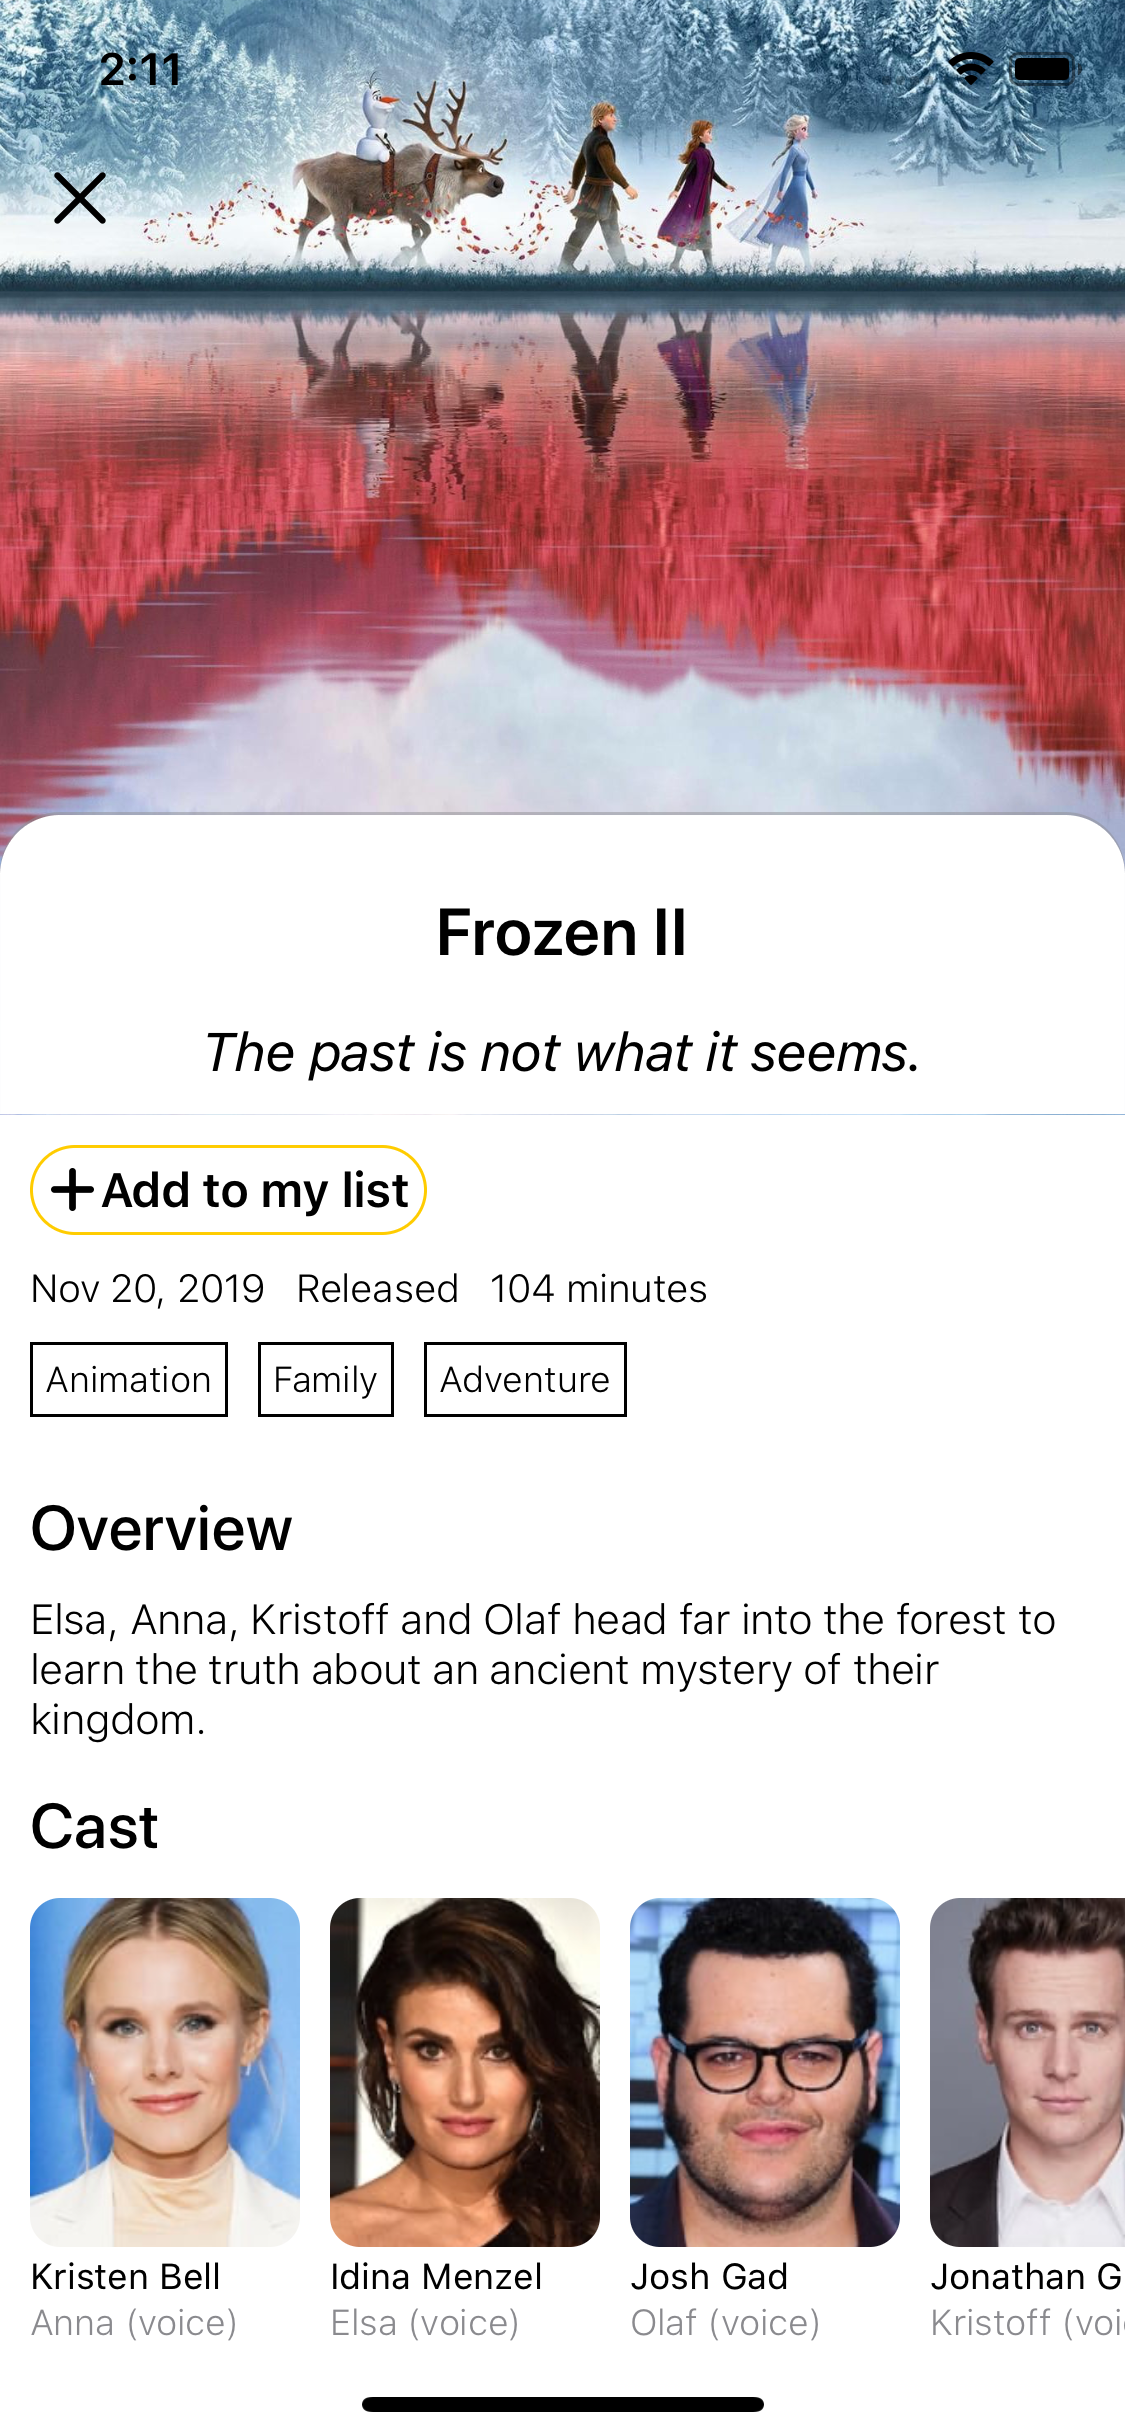 2:11
Frozen II
The past is not what it seems.
Add to my list
Nov 20, 2019 Released 104 minutes
Animation Family Adventure
Overview
Elsa, Anna, Kristoff and Olaf head far into the forest to
learn the truth about an ancient mystery of their
kingdom.
Cast
Kristen Bell Idina Menzel Josh Gad Jonathan G
Anna (voice) Elsa (voice) Olaf (voice) Kristoff (voi